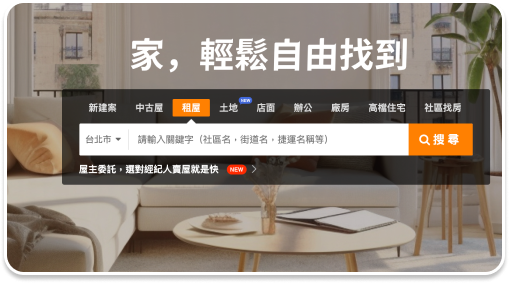 家，輕鬆自由找到
新建案 中古屋 租屋 土地 NEW 店面 辦公 廠房 高檔住宅 社區找房
台北市 請輸入關鍵字（社區名，街道名，捷運名稱等） 搜尋
屋主委託，選對經紀人賣屋就是快 NEW